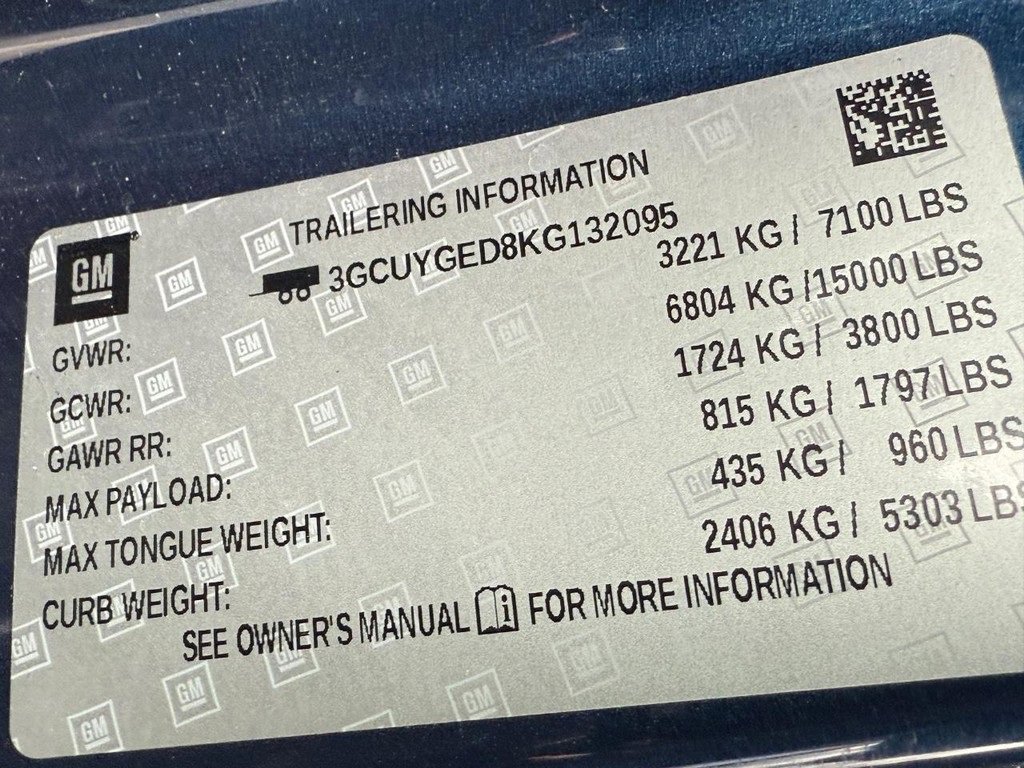 GM
TRAILERING INFORMATION
3GCUYGED8KG132095
GVWR: 3221 KG / 7100 LBS
GCWR: 6804 KG /15000 LBS
GAWR RR: 1724 KG / 3800 LBS
MAX PAYLOAD: 815 KG / 1797 LBS
MAX TONGUE WEIGHT: 435 KG / 960 LBS
CURB WEIGHT: 2406 KG / 5303 LBS
SEE OWNER'S MANUAL i FOR MORE INFORMATION